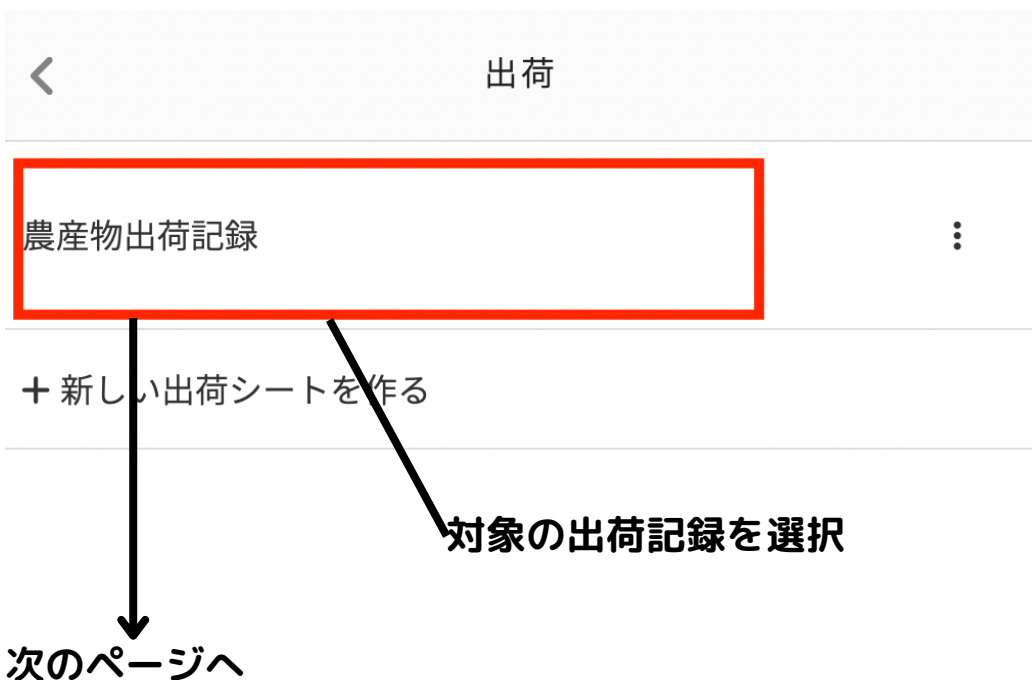 出荷
農産物出荷記録
+ 新しい出荷シートを作る
対象の出荷記録を選択
次のページへ